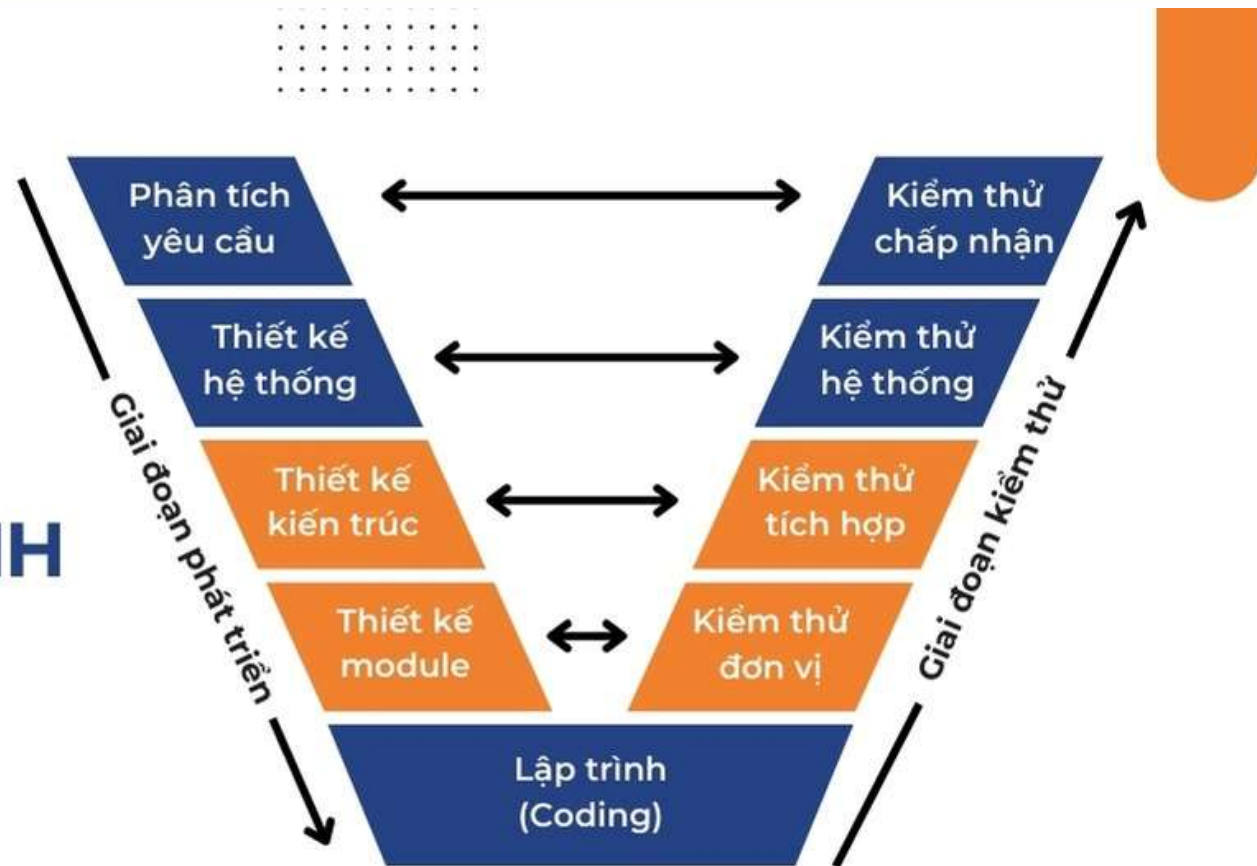 Phân tích
yêu cầu
Kiểm thử
chấp nhận
Thiết kế
hệ thống
Kiểm thử
hệ thống
Thiết kế
kiến trúc
Kiểm thử
tích hợp
Thiết kế
module
Kiểm thử
đơn vị
Lập trình
(Coding)
Giai đoạn phát triển
Giai đoạn kiểm thử